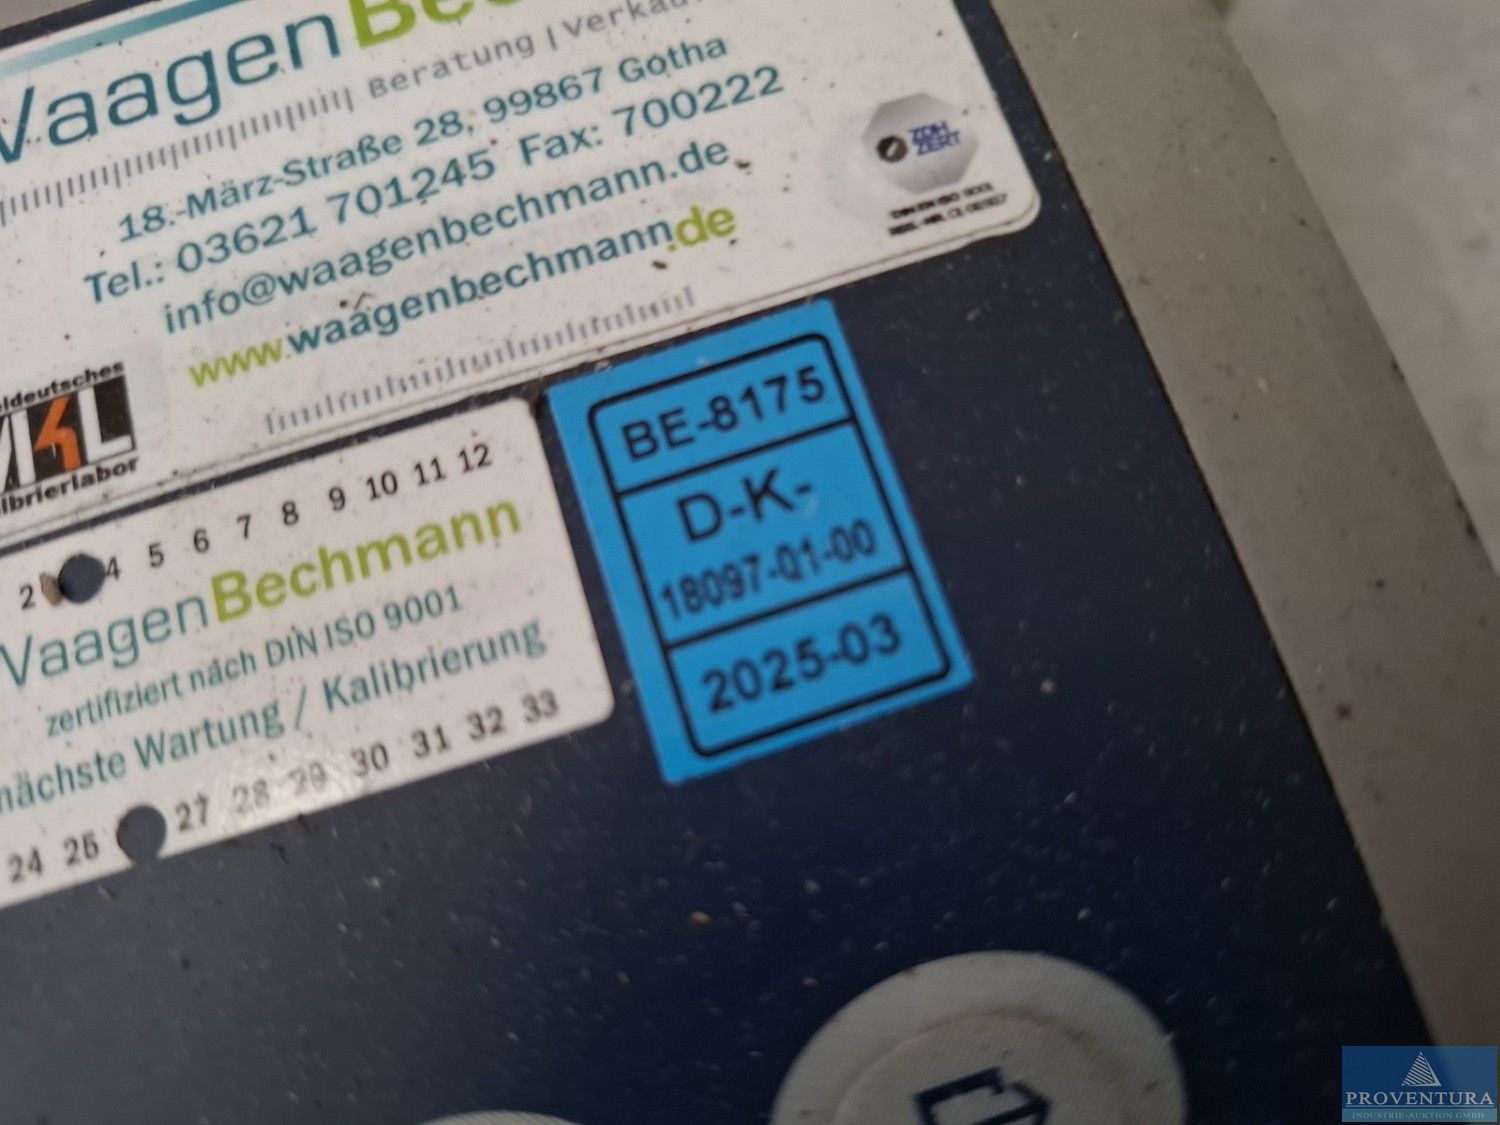 Vaagen
Beratung | Verkau
18.-März-Straße 28, 99867 Gotha
Tel.: 03621 701245 Fax: 700222
info@waagenbechmann.de
www.waagenbechmann.de
ZDH
ZERT
eldeutsches
librierlabor
2 4 5 6 7 8 9 10 11 12
VaagenBechmann
zertifiziert nach DIN ISO 9001
nächste Wartung / Kalibrierung
24 25 27 28 29 30 31 32 33
BE-8175
D-K-
18097-01-00
2025-03
PROVENTURA
INDUSTRIE-AUKTION GMBH